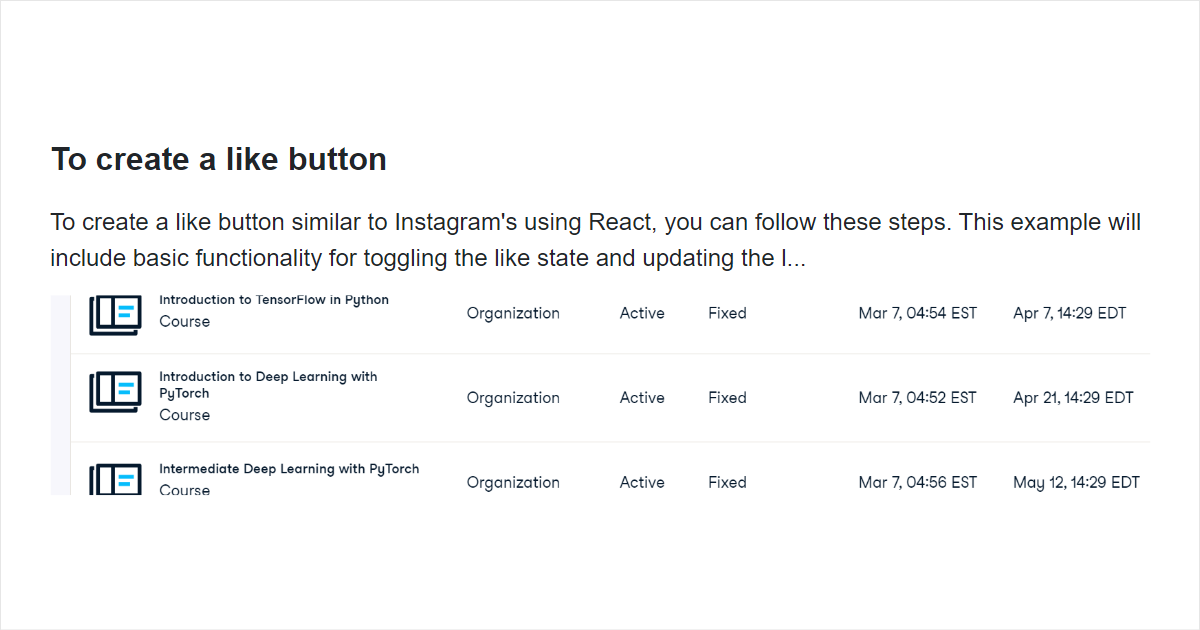 To create a like button
To create a like button similar to Instagram's using React, you can follow these steps. This example will
include basic functionality for toggling the like state and updating the l...
Introduction to TensorFlow in Python
Course
Organization
Active
Fixed
Mar 7, 04:54 EST
Apr 7, 14:29 EDT
Introduction to Deep Learning with
PyTorch
Course
Organization
Active
Fixed
Mar 7, 04:52 EST
Apr 21, 14:29 EDT
Intermediate Deep Learning with PyTorch
Course
Organization
Active
Fixed
Mar 7, 04:56 EST
May 12, 14:29 EDT